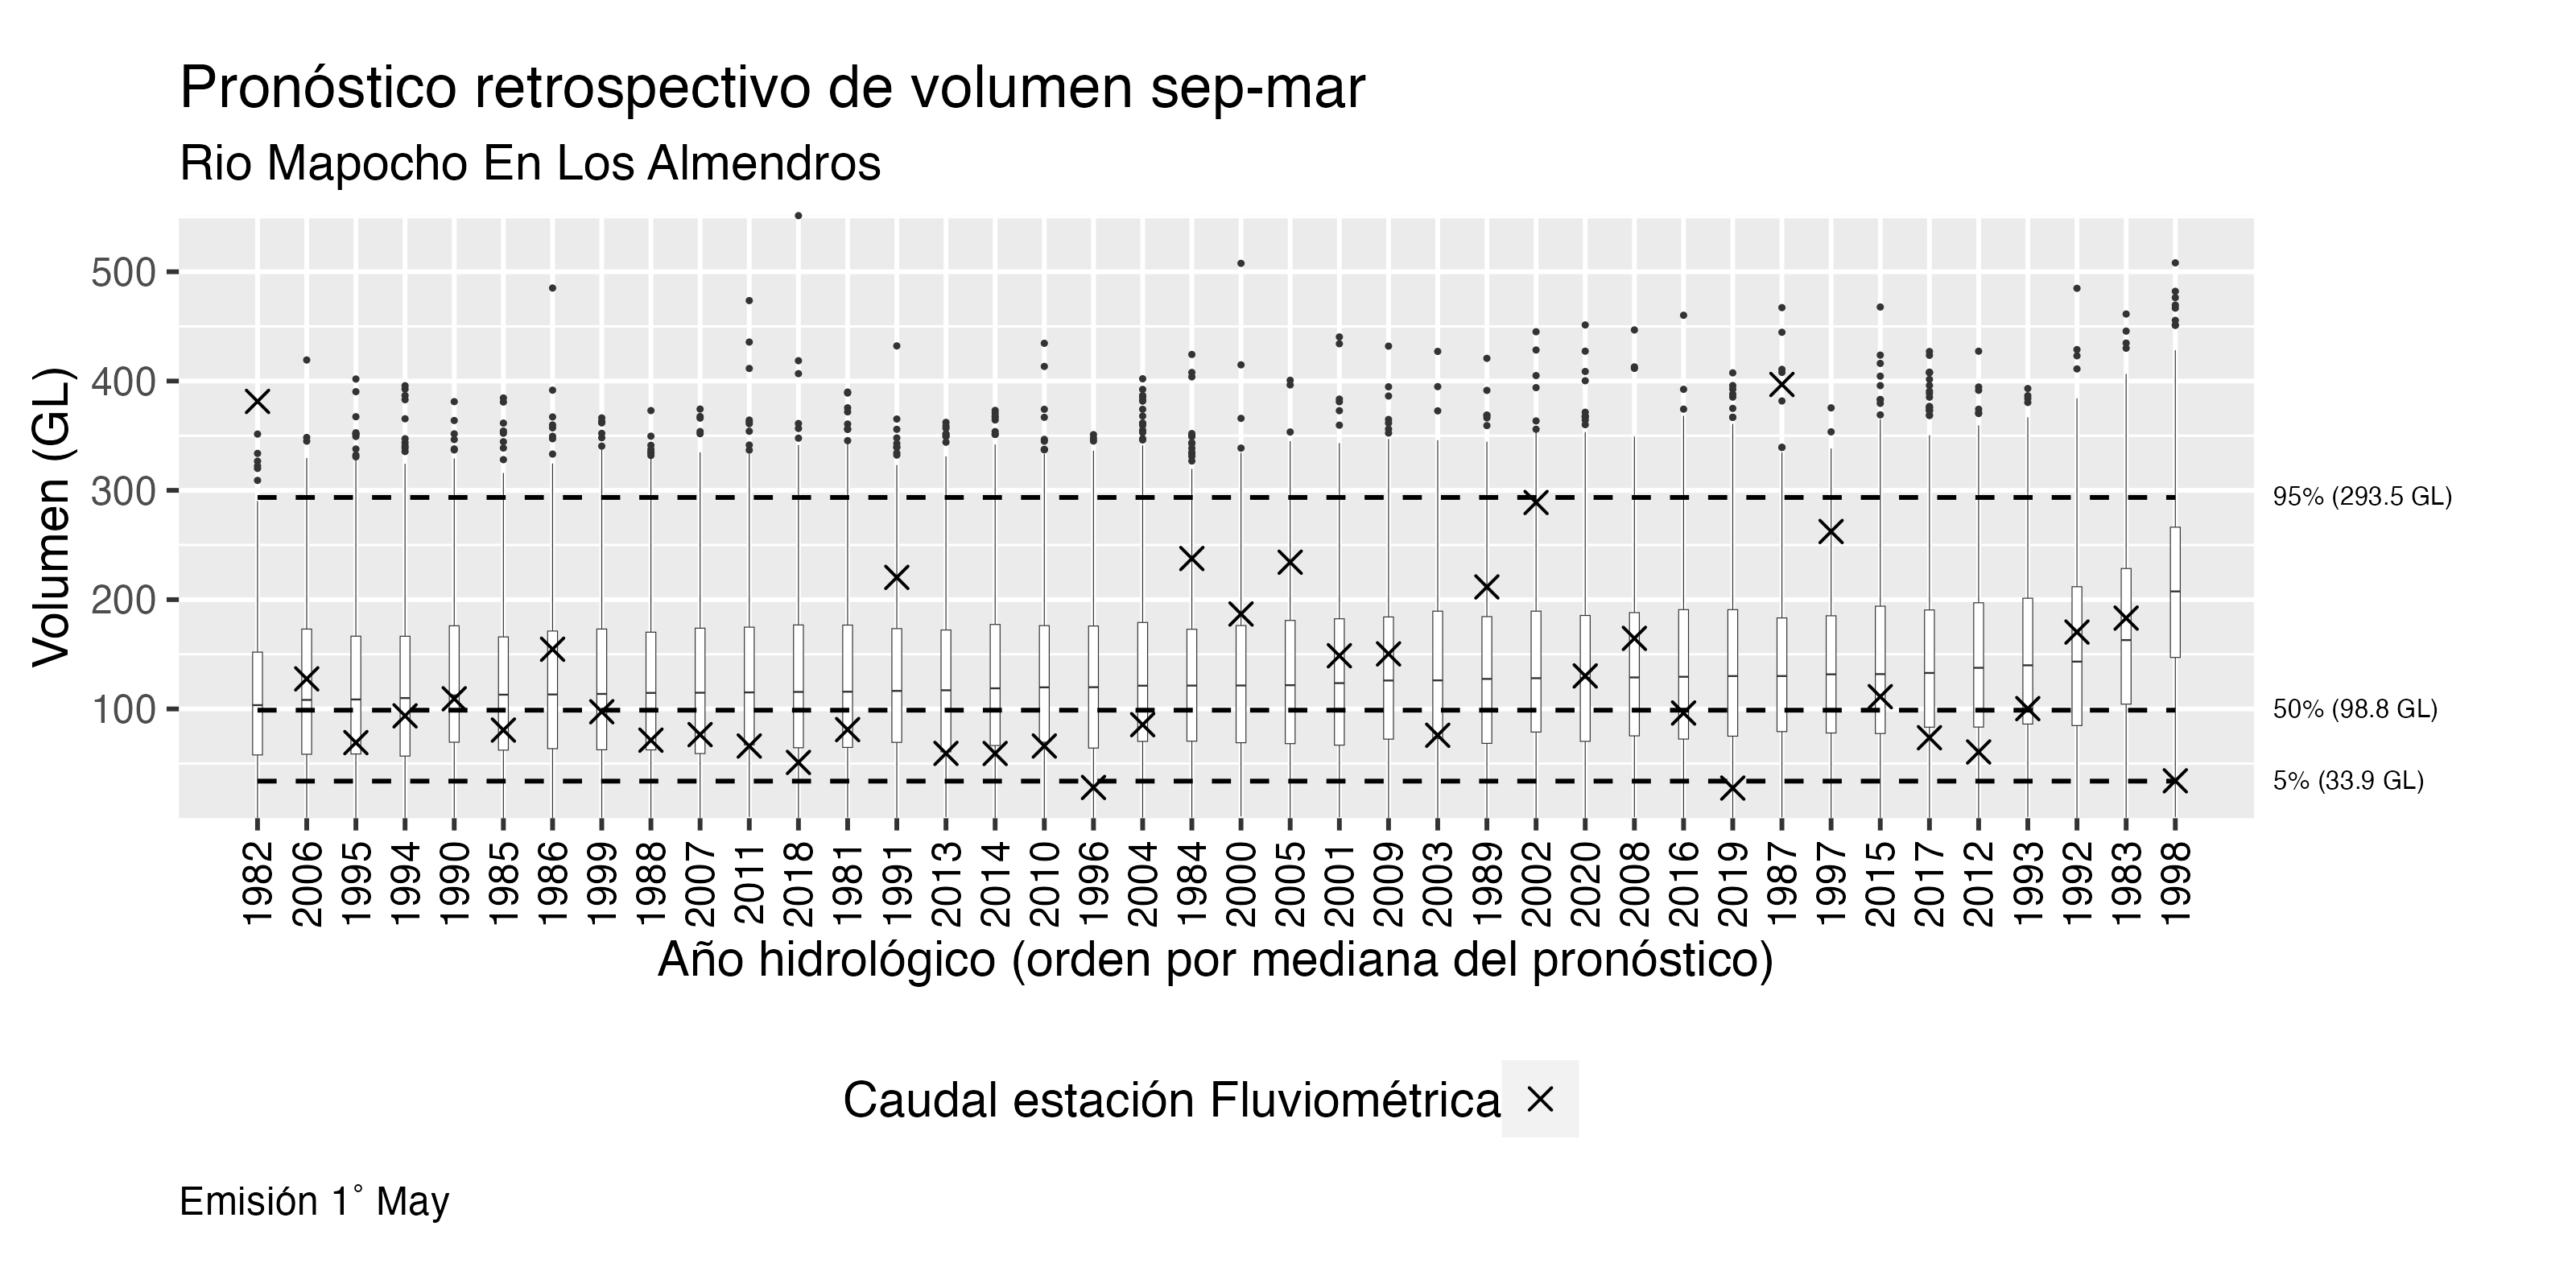 Pronóstico retrospectivo de volumen sep-mar
Rio Mapocho En Los Almendros
Volumen (GL)
500
400
300
200
100
95% (293.5 GL)
50% (98.8 GL)
5% (33.9 GL)
1982 2006 1995 1994 1990 1985 1986 1999 1988 2007 2011 2018 1981 1991 2013 2014 2010 1996 2004 1984 2000 2005 2001 2009 2003 1989 2002 2020 2008 2016 2019 1987 1997 2015 2017 2012 1993 1992 1983 1998
Año hidrológico (orden por mediana del pronóstico)
Caudal estación Fluviométrica
Emisión 1° May